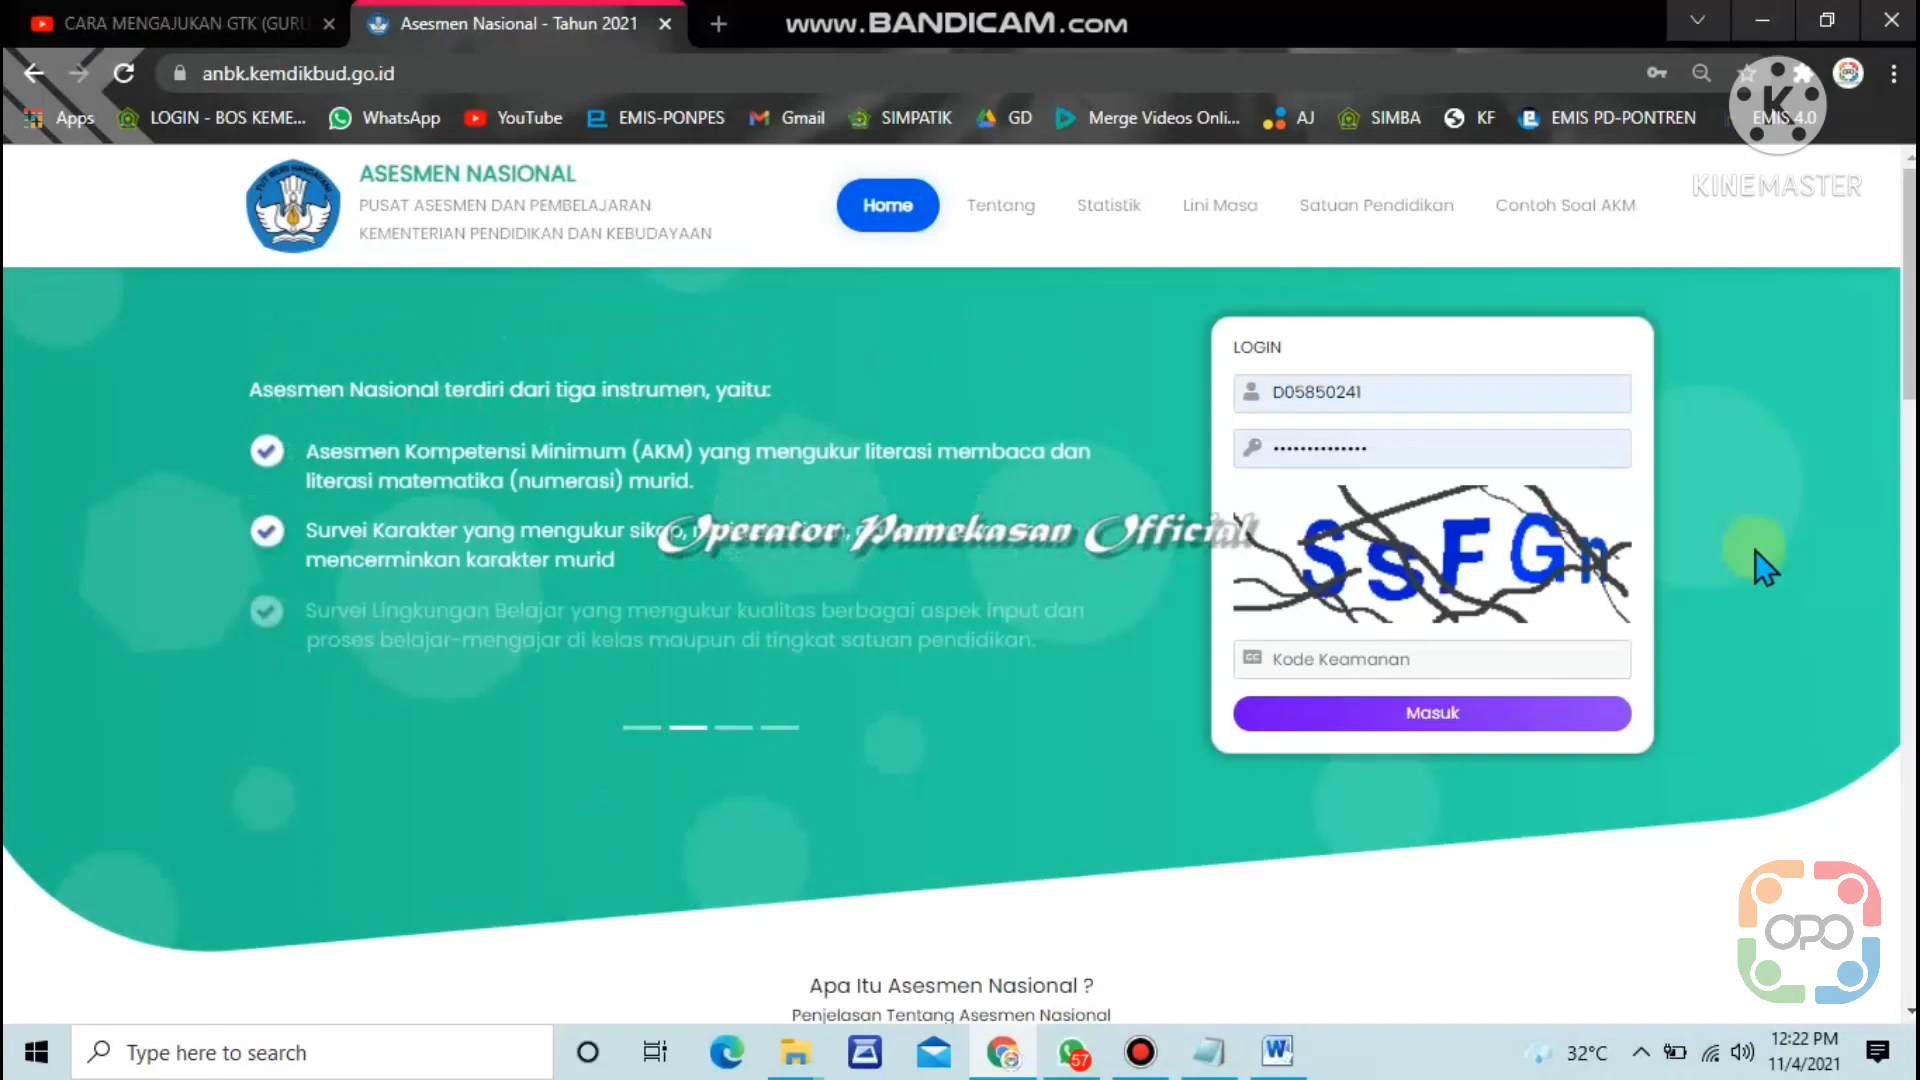 CARA MENGAJUKAN GTK (GURU
Asesmen Nasional - Tahun 2021
www.BANDICAM.com
anbk.kemdikbud.go.id
Apps
LOGIN - BOS KEME...
WhatsApp
YouTube
EMIS-PONPES
Gmail
SIMPATIK
GD
Merge Videos Onli...
AJ
SIMBA
KF
EMIS PD-PONTREN
EMIS 4.0
K
KINEMASTER
ASESMEN NASIONAL
PUSAT ASESMEN DAN PEMBELAJARAN
KEMENTERIAN PENDIDIKAN DAN KEBUDAYAAN
TUT WURI HANDAYANI
Home
Tentang
Statistik
Lini Masa
Satuan Pendidikan
Contoh Soal AKM
Asesmen Nasional terdiri dari tiga instrumen, yaitu:
Asesmen Kompetensi Minimum (AKM) yang mengukur literasi membaca dan
literasi matematika (numerasi) murid.
Survei Karakter yang mengukur
mencerminkan karakter murid
Survei Lingkungan Belajar yang mengukur kualitas berbagai aspek input dan
proses belajar-mengajar di kelas maupun di tingkat satuan pendidikan.
Operator Pamekasan Official
LOGIN
D05850241
••••••••••••••
SsFGn
Kode Keamanan
Masuk
OPO
Apa Itu Asesmen Nasional ?
Penjelasan Tentang Asesmen Nasional
Type here to search
57
32°C
12:22 PM
11/4/2021